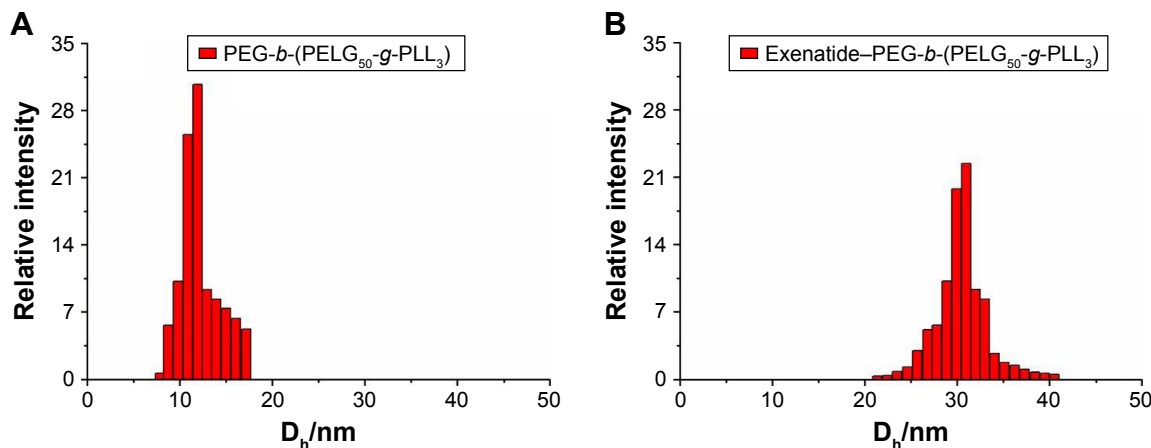 A
PEG-b-(PELG₅₀-g-PLL₃)
Relative intensity
35
28
21
14
7
0
0 10 20 30 40 50
Dₕ/nm
B
Exenatide–PEG-b-(PELG₅₀-g-PLL₃)
Relative intensity
35
28
21
14
7
0
0 10 20 30 40 50
Dₕ/nm